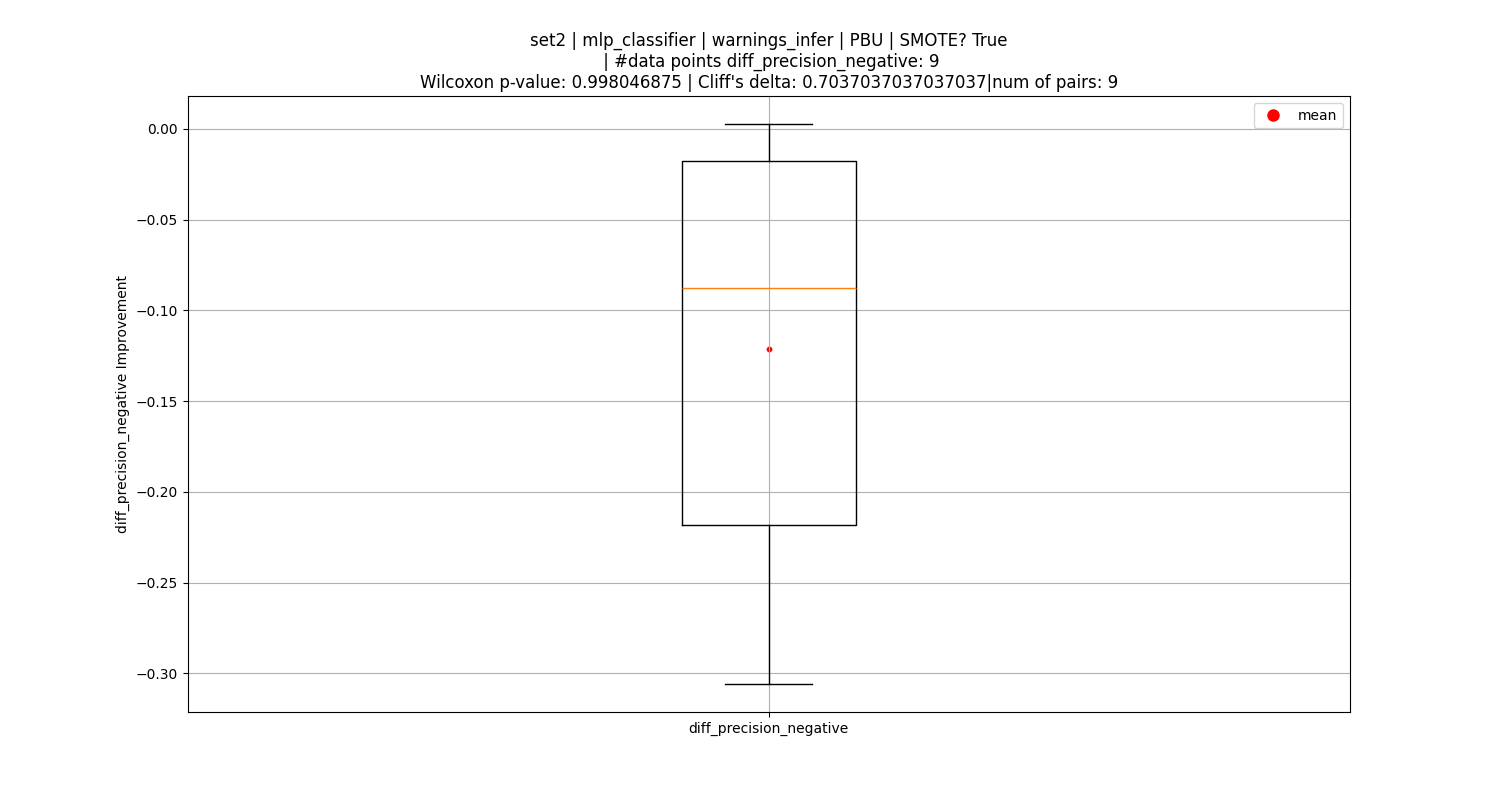 set2 | mlp_classifier | warnings_infer | PBU | SMOTE? True
| #data points diff_precision_negative: 9
Wilcoxon p-value: 0.998046875 | Cliff's delta: 0.7037037037037037|num of pairs: 9
mean
0.00
−0.05
−0.10
−0.15
−0.20
−0.25
−0.30
diff_precision_negative Improvement
diff_precision_negative